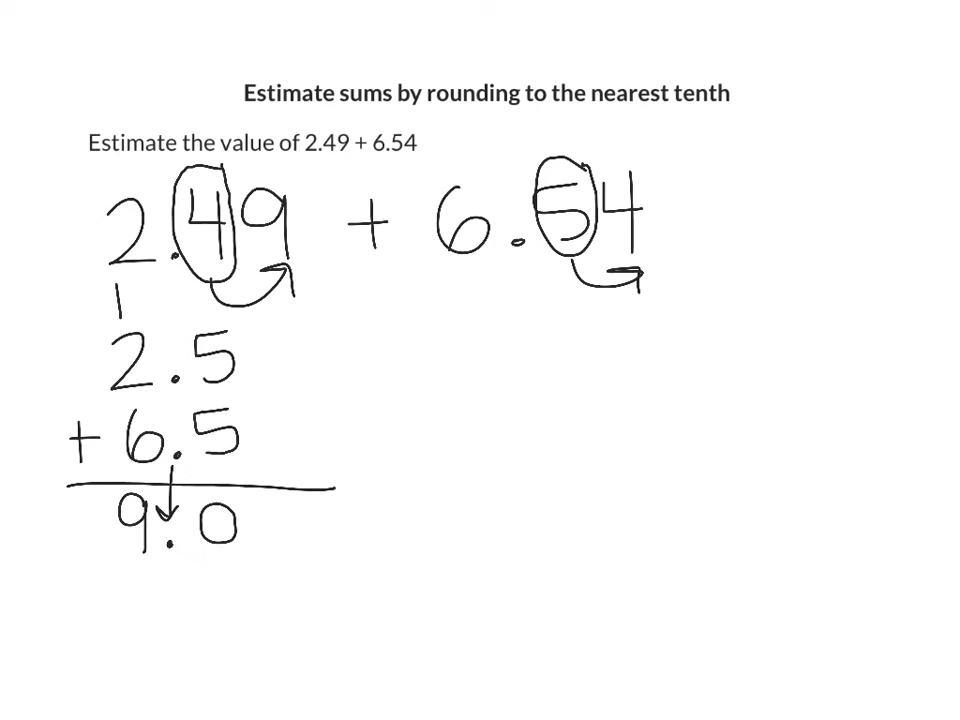 Estimate sums by rounding to the nearest tenth
Estimate the value of 2.49 + 6.54
2.49 + 6.54
1
2.5
+ 6.5
9.0